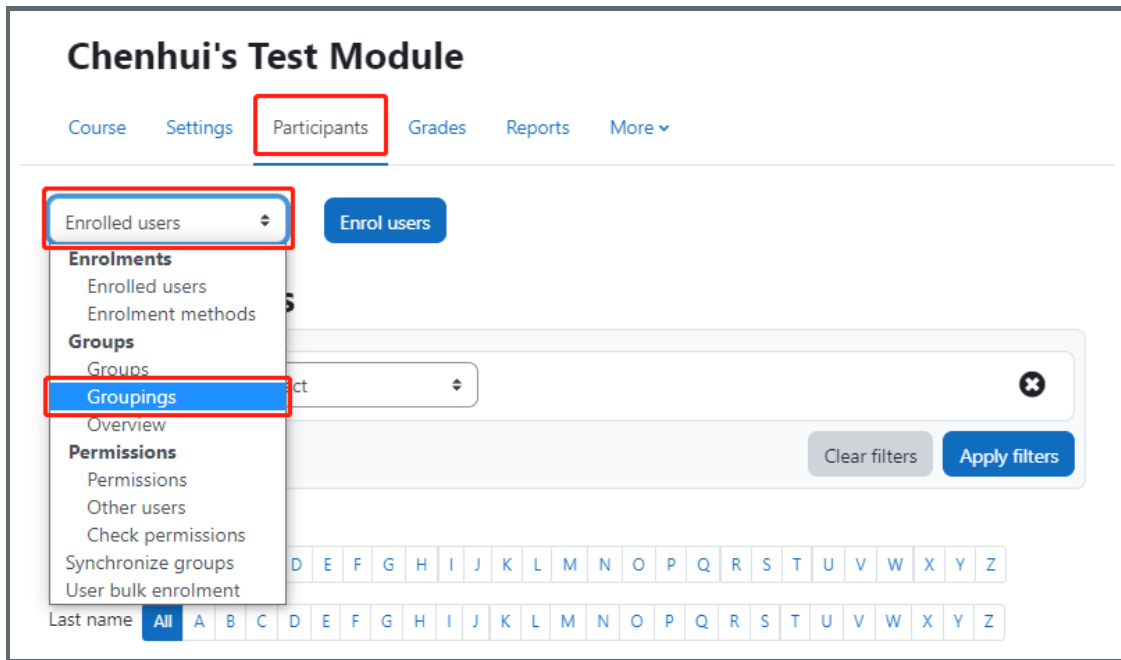 Chenhui's Test Module
Course Settings Participants Grades Reports More
Enrolled users Enrol users
Enrolments
Enrolled users
Enrolment methods
s
Groups
Groups
Groupings
ct
Overview
Clear filters Apply filters
Permissions
Permissions
Other users
Check permissions
Synchronize groups
D E F G H I J K L M N O P Q R S T U V W X Y Z
User bulk enrolment
Last name All A B C D E F G H I J K L M N O P Q R S T U V W X Y Z